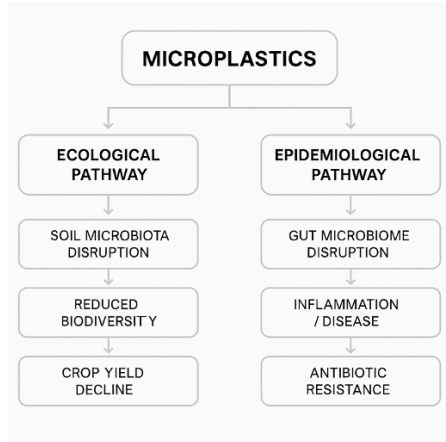 MICROPLASTICS
ECOLOGICAL
PATHWAY
SOIL MICROBIOTA
DISRUPTION
REDUCED
BIODIVERSITY
CROP YIELD
DECLINE
EPIDEMIOLOGICAL
PATHWAY
GUT MICROBIOME
DISRUPTION
INFLAMMATION
/ DISEASE
ANTIBIOTIC
RESISTANCE